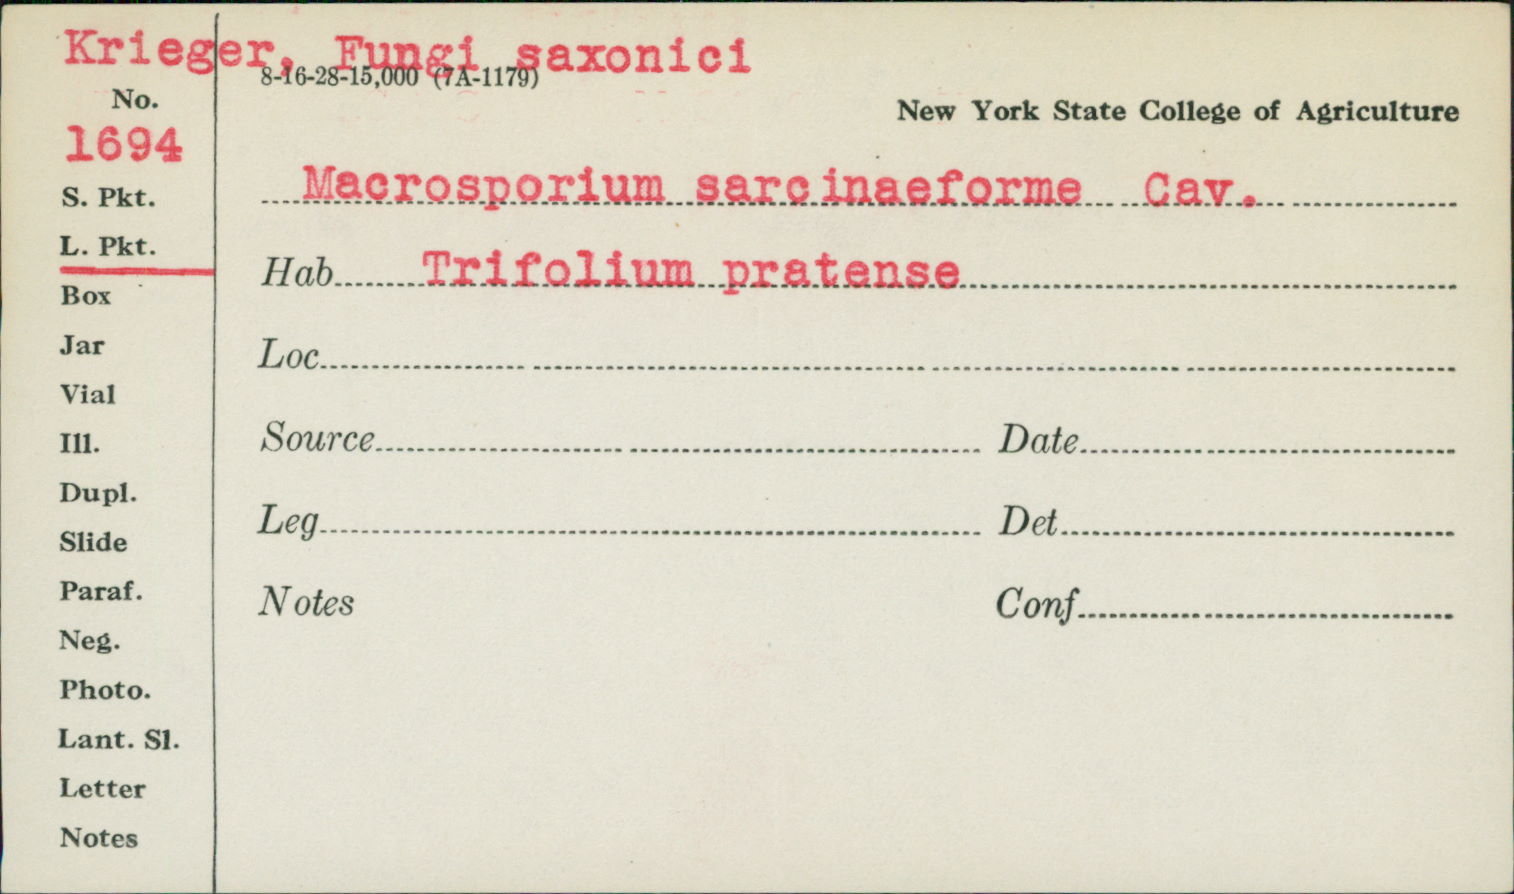 Krieger, Fungi saxonici
8-16-28-15,000 (7A-1179)
No.
New York State College of Agriculture
1694
Macrosporium sarcinaeforme Cav.
S. Pkt.
L. Pkt.
Hab Trifolium pratense
Box
Jar
Loc
Vial
Ill.
Source Date
Dupl.
Slide
Leg Det
Paraf.
Notes Conf
Neg.
Photo.
Lant. Sl.
Letter
Notes